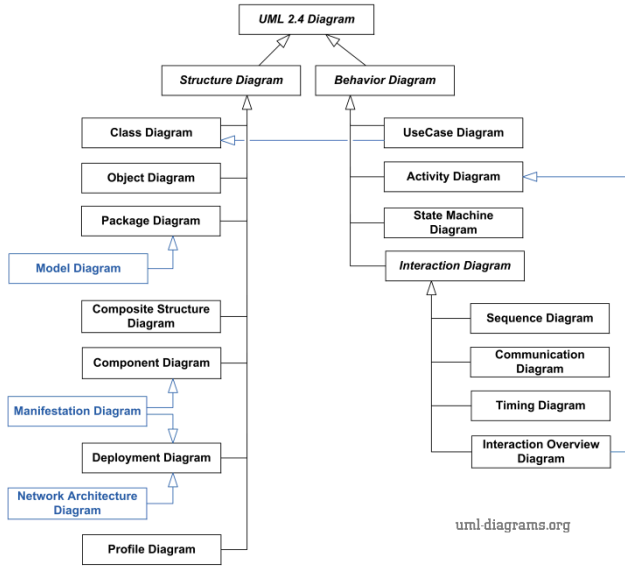 UML 2.4 Diagram
Structure Diagram
Behavior Diagram
Class Diagram
Object Diagram
Package Diagram
Model Diagram
Composite Structure
Diagram
Component Diagram
Manifestation Diagram
Deployment Diagram
Network Architecture
Diagram
Profile Diagram
UseCase Diagram
Activity Diagram
State Machine
Diagram
Interaction Diagram
Sequence Diagram
Communication
Diagram
Timing Diagram
Interaction Overview
Diagram
uml-diagrams.org